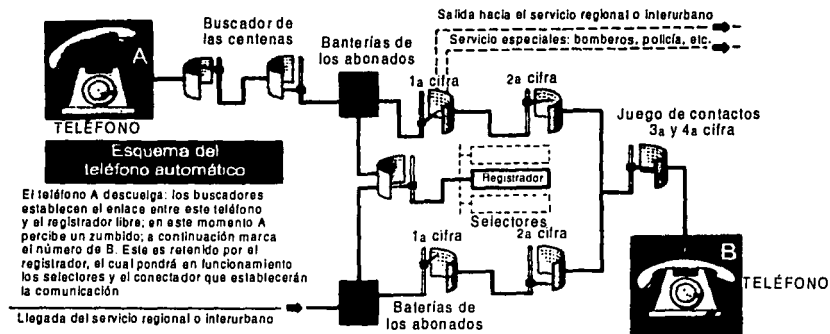 A
TELÉFONO
Buscador de
las centenas
Banterías de
los abonados
Salida hacia el servicio regional o interurbano
Servicio especiales: bomberos, policía, etc.
1a cifra
2a cifra
Juego de contactos
3a y 4a cifra
Esquema del
teléfono automático
El teléfono A descuelga: los buscadores
establecen el enlace entre este teléfono
y el registrador libre; en este momento A
percibe un zumbido; a continuación marca
el número de B. Este es retenido por el
registrador, el cual pondrá en funcionamiento
los selectores y el conectador que establecerán
la comunicación
Registrador
Selectores
1a cifra
2a cifra
B
TELÉFONO
Llegada del servicio regional o interurbano
Baterías de
los abonados